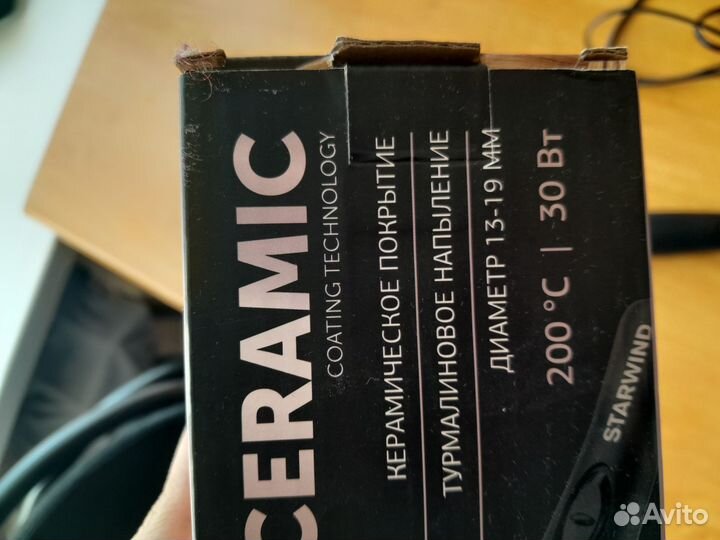 CERAMIC
COATING TECHNOLOGY
КЕРАМИЧЕСКОЕ ПОКРЫТИЕ
ТУРМАЛИНОВОЕ НАПЫЛЕНИЕ
ДИАМЕТР 13-19 ММ
200 °C | 30 Вт
STARWIND
Avito